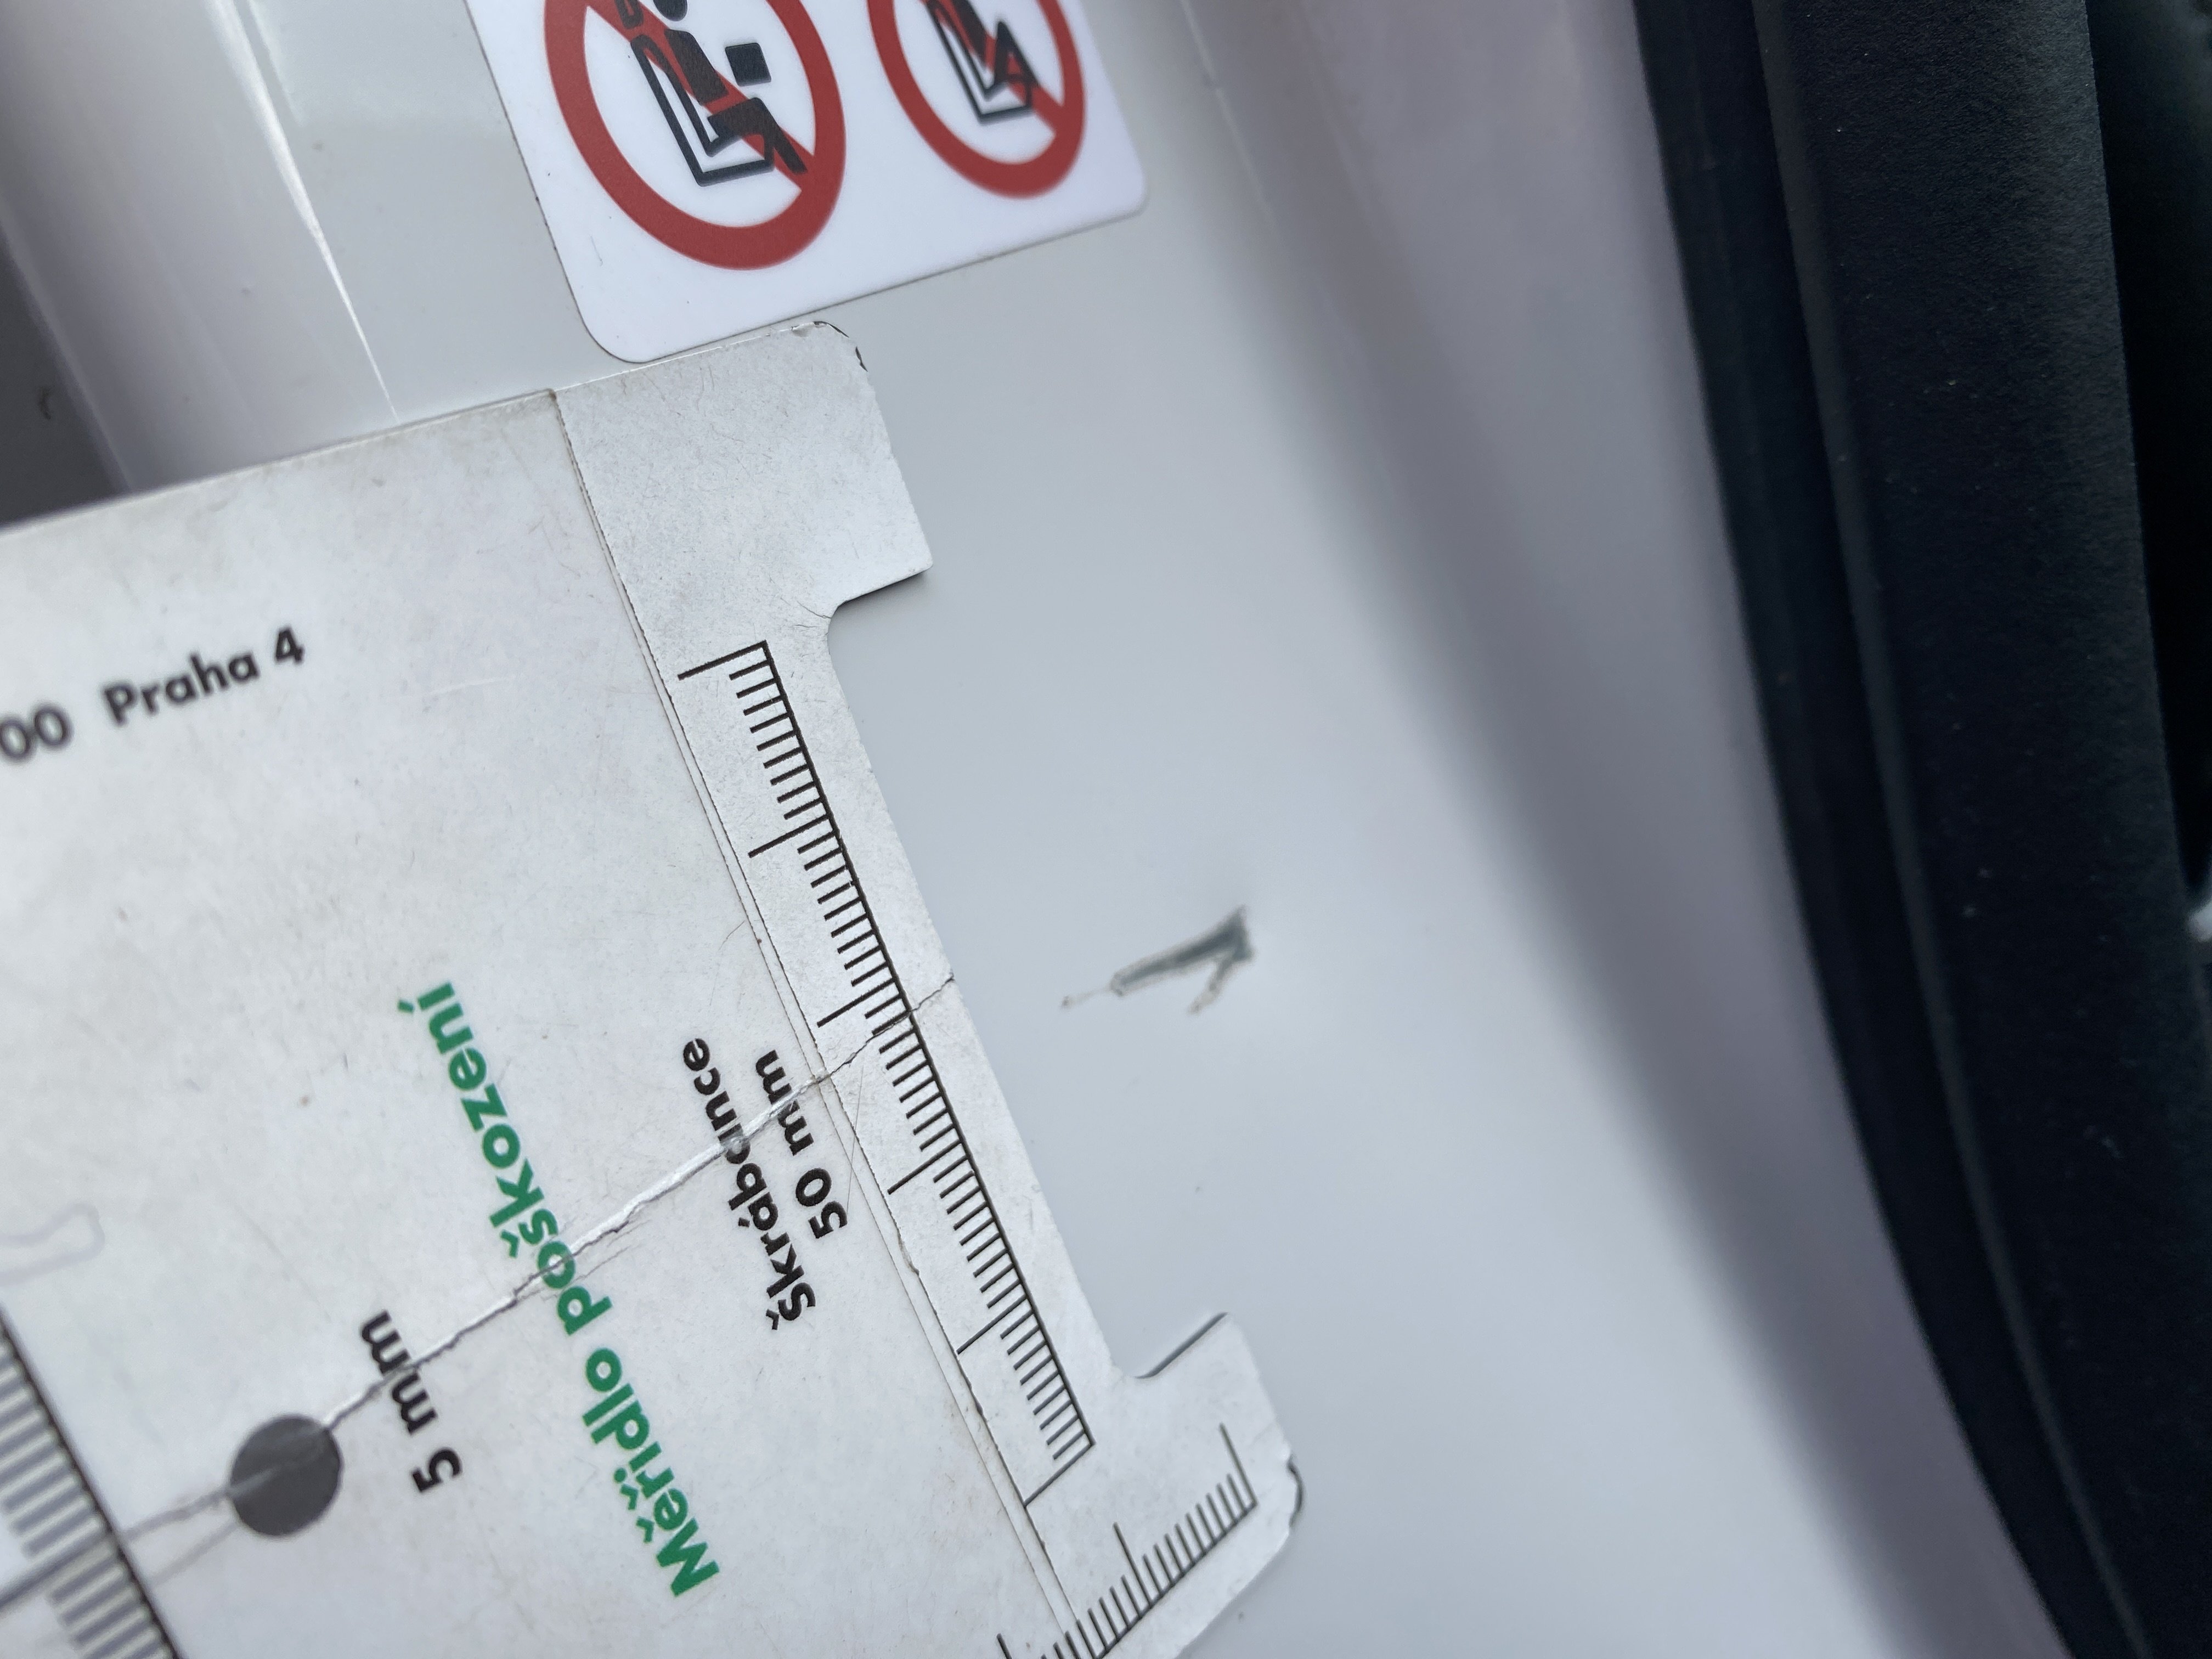 00 Praha 4
Měřidlo poškození
Škrábance
50 mm
5 mm